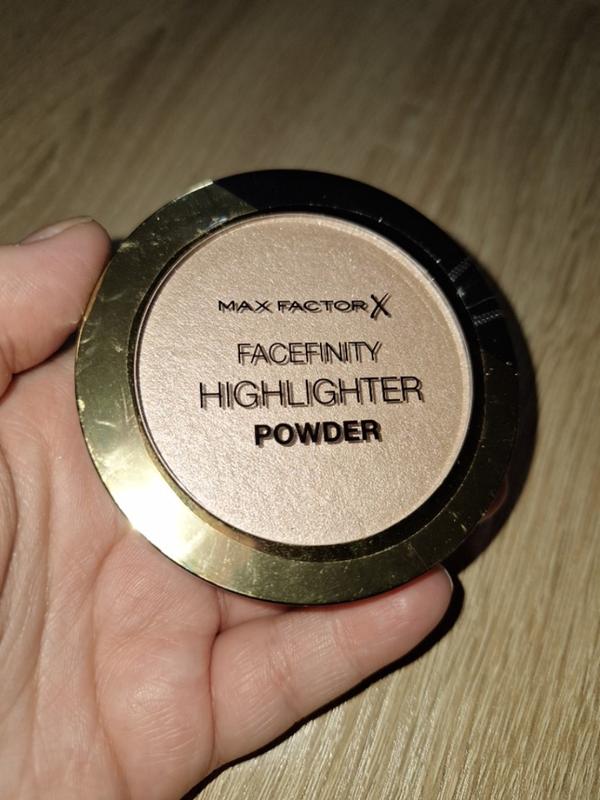 MAX FACTOR X
FACEFINITY
HIGHLIGHTER
POWDER